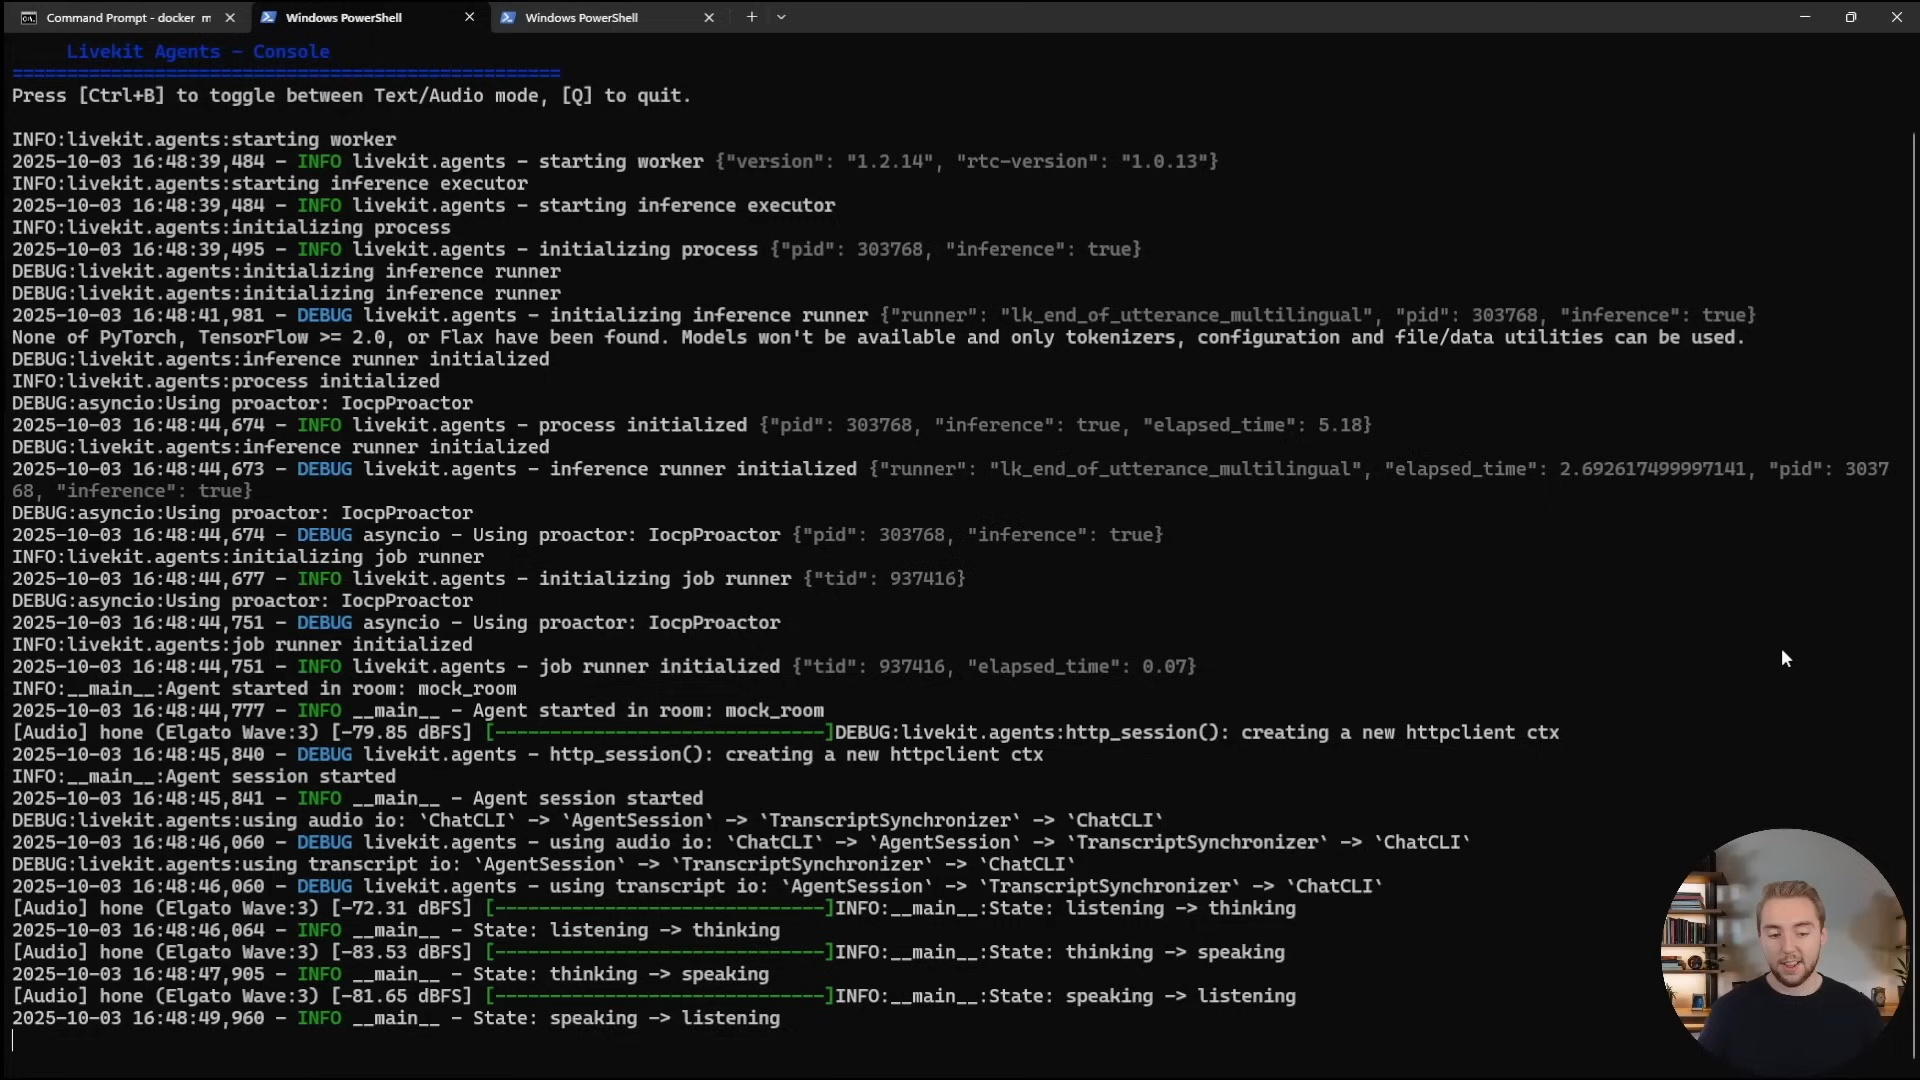 Command Prompt - docker m
Windows PowerShell
Windows PowerShell
Livekit Agents - Console
==================================================
Press [Ctrl+B] to toggle between Text/Audio mode, [Q] to quit.
INFO:livekit.agents:starting worker
2025-10-03 16:48:39,484 - INFO livekit.agents - starting worker {"version": "1.2.14", "rtc-version": "1.0.13"}
INFO:livekit.agents:starting inference executor
2025-10-03 16:48:39,484 - INFO livekit.agents - starting inference executor
INFO:livekit.agents:initializing process
2025-10-03 16:48:39,495 - INFO livekit.agents - initializing process {"pid": 303768, "inference": true}
DEBUG:livekit.agents:initializing inference runner
DEBUG:livekit.agents:initializing inference runner
2025-10-03 16:48:41,981 - DEBUG livekit.agents - initializing inference runner {"runner": "lk_end_of_utterance_multilingual", "pid": 303768, "inference": true}
None of PyTorch, TensorFlow >= 2.0, or Flax have been found. Models won't be available and only tokenizers, configuration and file/data utilities can be used.
DEBUG:livekit.agents:inference runner initialized
INFO:livekit.agents:process initialized
DEBUG:asyncio:Using proactor: IocpProactor
2025-10-03 16:48:44,674 - INFO livekit.agents - process initialized {"pid": 303768, "inference": true, "elapsed_time": 5.18}
DEBUG:livekit.agents:inference runner initialized
2025-10-03 16:48:44,673 - DEBUG livekit.agents - inference runner initialized {"runner": "lk_end_of_utterance_multilingual", "elapsed_time": 2.692617499997141, "pid": 3037
68, "inference": true}
DEBUG:asyncio:Using proactor: IocpProactor
2025-10-03 16:48:44,674 - DEBUG asyncio - Using proactor: IocpProactor {"pid": 303768, "inference": true}
INFO:livekit.agents:initializing job runner
2025-10-03 16:48:44,677 - INFO livekit.agents - initializing job runner {"tid": 937416}
DEBUG:asyncio:Using proactor: IocpProactor
2025-10-03 16:48:44,751 - DEBUG asyncio - Using proactor: IocpProactor
INFO:livekit.agents:job runner initialized
2025-10-03 16:48:44,751 - INFO livekit.agents - job runner initialized {"tid": 937416, "elapsed_time": 0.07}
INFO:__main__:Agent started in room: mock_room
2025-10-03 16:48:44,777 - INFO __main__ - Agent started in room: mock_room
[Audio] hone (Elgato Wave:3) [-79.85 dBFS] [------------------------------]DEBUG:livekit.agents:http_session(): creating a new httpclient ctx
2025-10-03 16:48:45,840 - DEBUG livekit.agents - http_session(): creating a new httpclient ctx
INFO:__main__:Agent session started
2025-10-03 16:48:45,841 - INFO __main__ - Agent session started
DEBUG:livekit.agents:using audio io: `ChatCLI` -> `AgentSession` -> `TranscriptSynchronizer` -> `ChatCLI`
2025-10-03 16:48:46,060 - DEBUG livekit.agents - using audio io: `ChatCLI` -> `AgentSession` -> `TranscriptSynchronizer` -> `ChatCLI`
DEBUG:livekit.agents:using transcript io: `AgentSession` -> `TranscriptSynchronizer` -> `ChatCLI`
2025-10-03 16:48:46,060 - DEBUG livekit.agents - using transcript io: `AgentSession` -> `TranscriptSynchronizer` -> `ChatCLI`
[Audio] hone (Elgato Wave:3) [-72.31 dBFS] [------------------------------]INFO:__main__:State: listening -> thinking
2025-10-03 16:48:46,064 - INFO __main__ - State: listening -> thinking
[Audio] hone (Elgato Wave:3) [-83.53 dBFS] [------------------------------]INFO:__main__:State: thinking -> speaking
2025-10-03 16:48:47,905 - INFO __main__ - State: thinking -> speaking
[Audio] hone (Elgato Wave:3) [-81.65 dBFS] [------------------------------]INFO:__main__:State: speaking -> listening
2025-10-03 16:48:49,960 - INFO __main__ - State: speaking -> listening